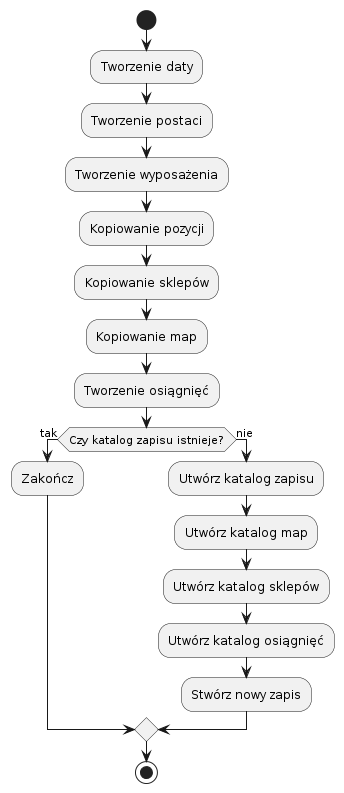 Tworzenie daty
Tworzenie postaci
Tworzenie wyposażenia
Kopiowanie pozycji
Kopiowanie sklepów
Kopiowanie map
Tworzenie osiągnięć
tak
Czy katalog zapisu istnieje?
nie
Zakończ
Utwórz katalog zapisu
Utwórz katalog map
Utwórz katalog sklepów
Utwórz katalog osiągnięć
Stwórz nowy zapis